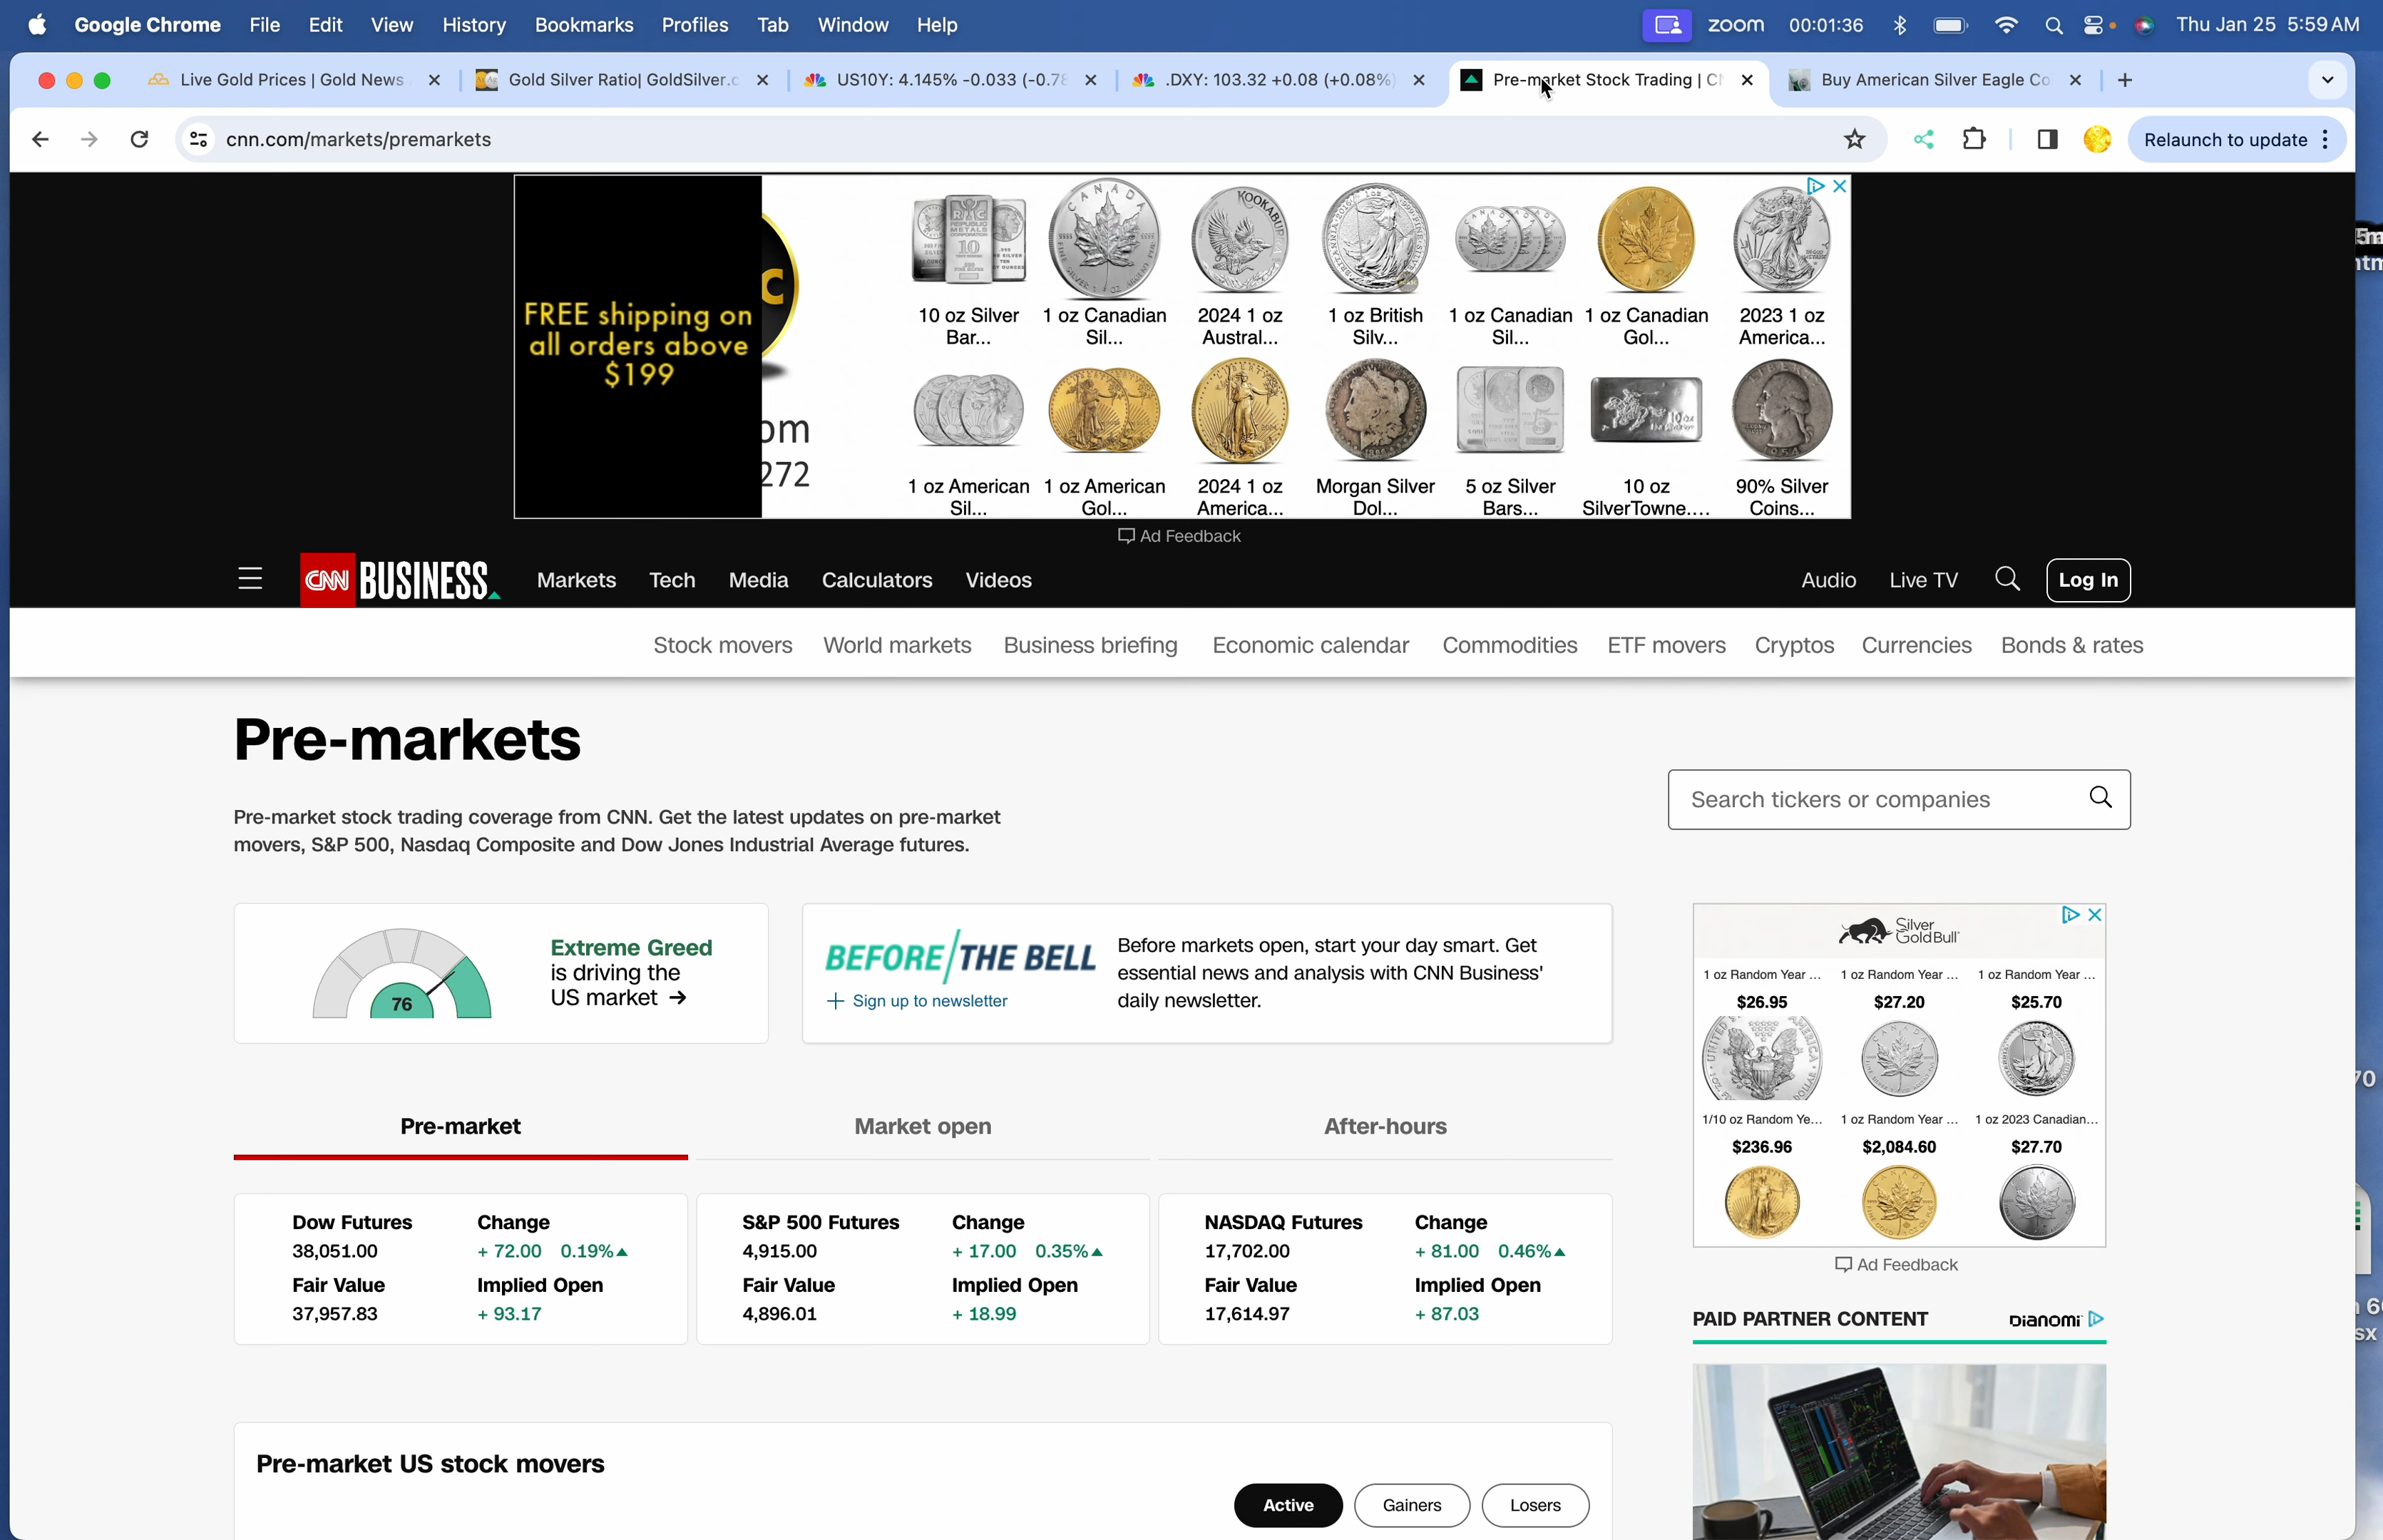 Google Chrome File Edit View History Bookmarks Profiles Tab Window Help zoom 00:01:36 Thu Jan 25 5:59 AM
Live Gold Prices | Gold News Gold Silver Ratio| GoldSilver.c US10Y: 4.145% -0.033 (-0.78 .DXY: 103.32 +0.08 (+0.08%) Pre-market Stock Trading | CN Buy American Silver Eagle Co
cnn.com/markets/premarkets Relaunch to update
FREE shipping on
all orders above
$199
om
272
10 oz Silver Bar...
1 oz Canadian Sil...
2024 1 oz Austral...
1 oz British Silv...
1 oz Canadian Sil...
1 oz Canadian Gol...
2023 1 oz America...
1 oz American Sil...
1 oz American Gol...
2024 1 oz America...
Morgan Silver Dol...
5 oz Silver Bars...
10 oz SilverTowne....
90% Silver Coins...
Ad Feedback
CNN BUSINESS Markets Tech Media Calculators Videos Audio Live TV Log In
Stock movers World markets Business briefing Economic calendar Commodities ETF movers Cryptos Currencies Bonds & rates
Pre-markets
Search tickers or companies
Pre-market stock trading coverage from CNN. Get the latest updates on pre-market
movers, S&P 500, Nasdaq Composite and Dow Jones Industrial Average futures.
76
Extreme Greed
is driving the
US market →
BEFORE/THE BELL
+ Sign up to newsletter
Before markets open, start your day smart. Get
essential news and analysis with CNN Business'
daily newsletter.
Silver
Gold Bull
1 oz Random Year ... 1 oz Random Year ... 1 oz Random Year ...
$26.95 $27.20 $25.70
1/10 oz Random Ye... 1 oz Random Year ... 1 oz 2023 Canadian...
$236.96 $2,084.60 $27.70
Ad Feedback
Pre-market Market open After-hours
Dow Futures Change
38,051.00 + 72.00 0.19%
Fair Value Implied Open
37,957.83 + 93.17
S&P 500 Futures Change
4,915.00 + 17.00 0.35%
Fair Value Implied Open
4,896.01 + 18.99
NASDAQ Futures Change
17,702.00 + 81.00 0.46%
Fair Value Implied Open
17,614.97 + 87.03
PAID PARTNER CONTENT DIANOMI
Pre-market US stock movers
Active Gainers Losers